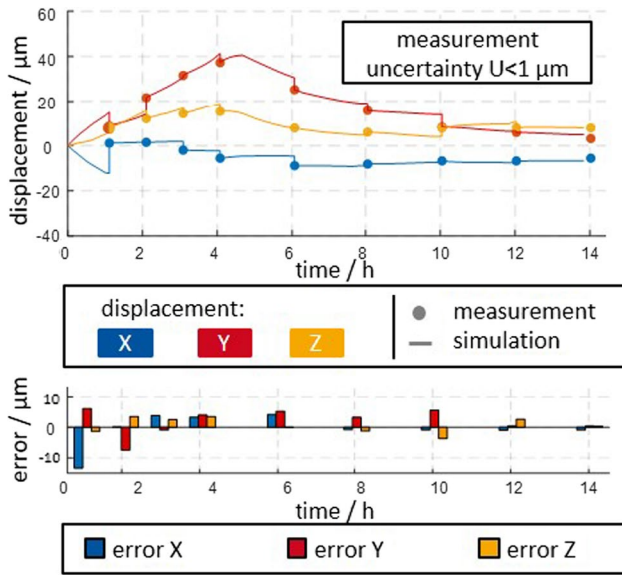 60
40
20
0
-20
-40
displacement / µm
measurement
uncertainty U<1 µm
0 2 4 6 8 10 12 14
time / h
displacement:
X Y Z
measurement
simulation
10
0
-10
error / µm
0 2 4 6 8 10 12 14
time / h
error X error Y error Z